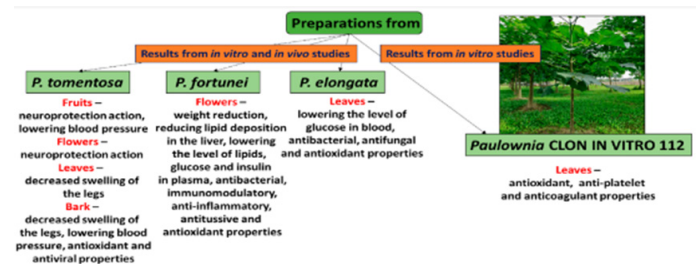 Preparations from
Results from in vitro and in vivo studies
Results from in vitro studies
P. tomentosa
Fruits –
neuroprotection action,
lowering blood pressure
Flowers –
neuroprotection action
Leaves –
decreased swelling of
the legs
Bark –
decreased swelling of
the legs, lowering blood
pressure, antioxidant and
antiviral properties
P. fortunei
Flowers –
weight reduction,
reducing lipid deposition
in the liver, lowering
the level of lipids,
glucose and insulin
in plasma, antibacterial,
immunomodulatory,
anti-inflammatory,
antitussive and
antioxidant properties
P. elongata
Leaves –
lowering the level of
glucose in blood,
antibacterial, antifungal
and antioxidant properties
Paulownia CLON IN VITRO 112
Leaves –
antioxidant, anti-platelet
and anticoagulant properties